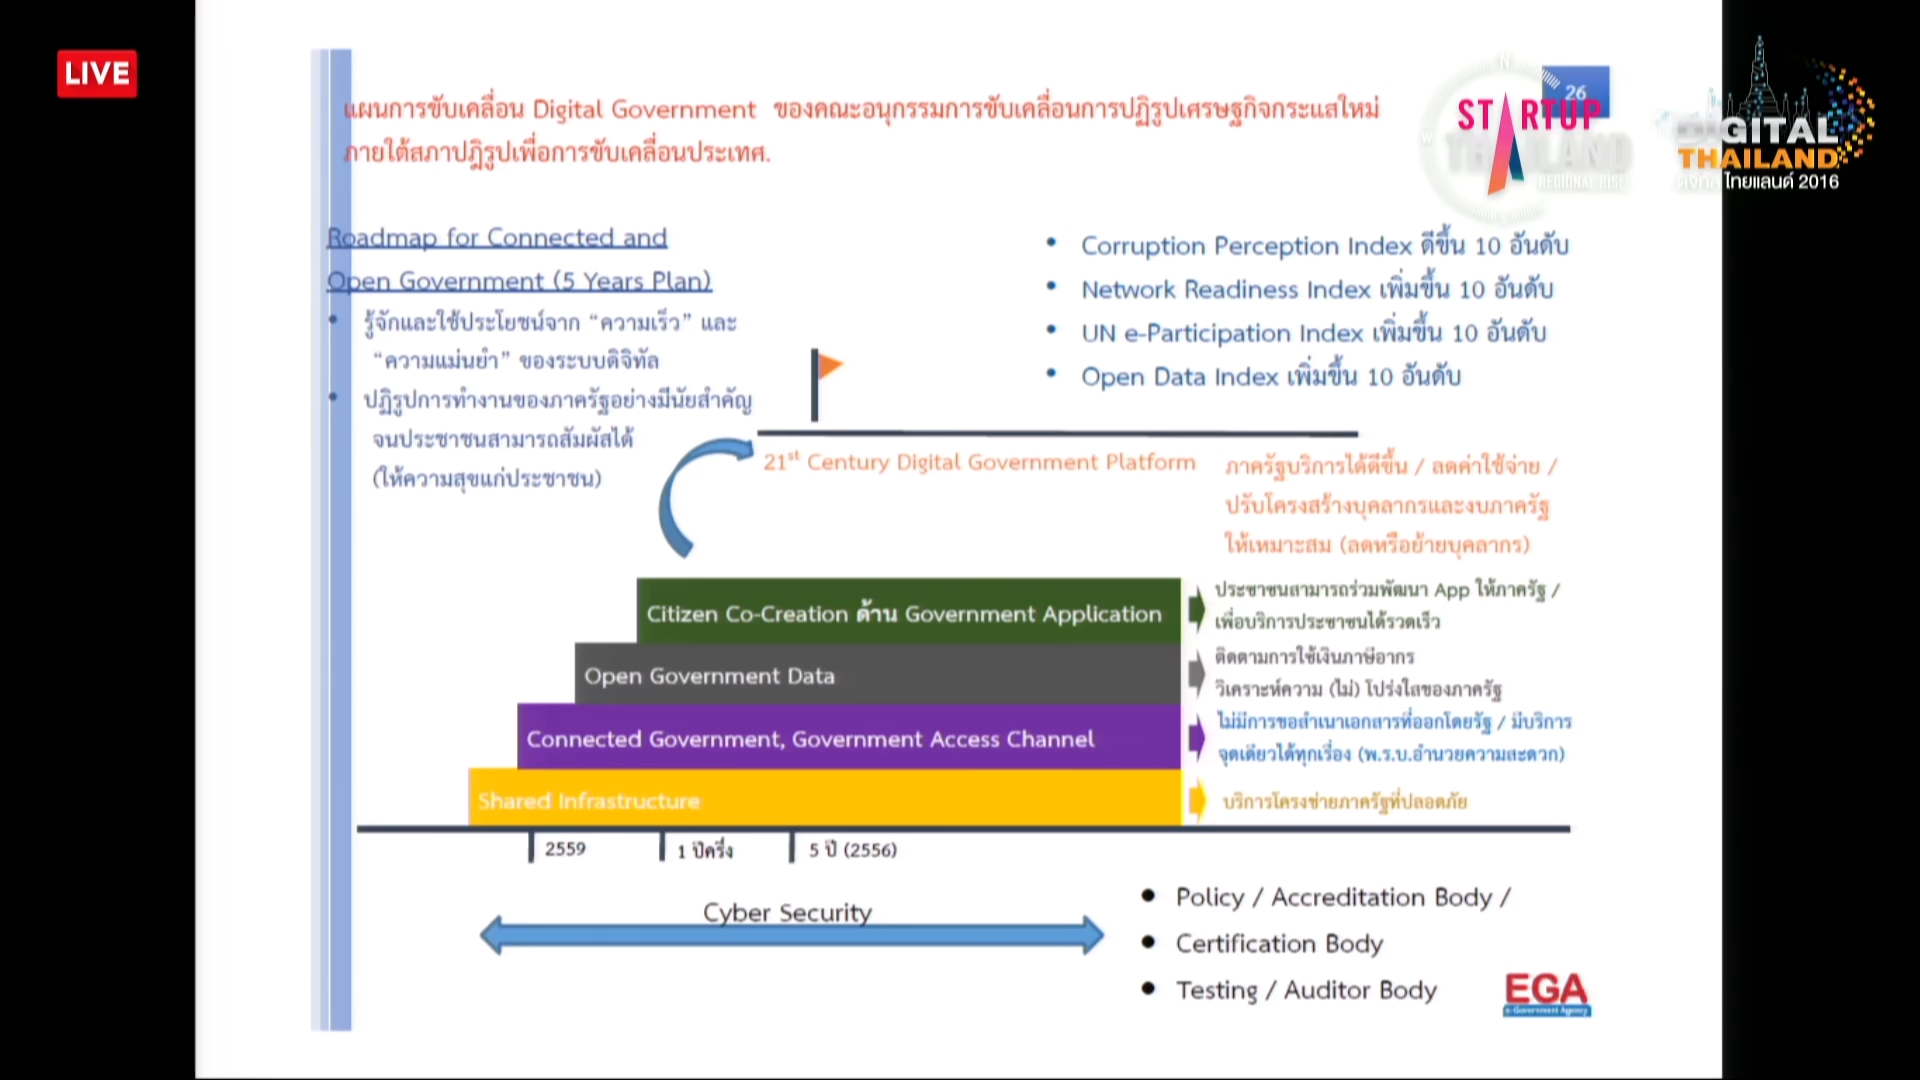 LIVE
26
STARTUP
THAILAND
REGIONAL RISE
DIGITAL
THAILAND
ดิจิทัลไทยแลนด์ 2016
แผนการขับเคลื่อน Digital Government ของคณะอนุกรรมการขับเคลื่อนการปฏิรูปเศรษฐกิจกระแสใหม่
ภายใต้สภาปฎิรูปเพื่อการขับเคลื่อนประเทศ.
Roadmap for Connected and
Open Government (5 Years Plan)
• รู้จักและใช้ประโยชน์จาก “ความเร็ว” และ
“ความแม่นยำ” ของระบบดิจิทัล
• ปฏิรูปการทำงานของภาครัฐอย่างมีนัยสำคัญ
จนประชาชนสามารถสัมผัสได้
(ให้ความสุขแก่ประชาชน)
• Corruption Perception Index ดีขึ้น 10 อันดับ
• Network Readiness Index เพิ่มขึ้น 10 อันดับ
• UN e-Participation Index เพิ่มขึ้น 10 อันดับ
• Open Data Index เพิ่มขึ้น 10 อันดับ
21st Century Digital Government Platform
ภาครัฐบริการได้ดีขึ้น / ลดค่าใช้จ่าย /
ปรับโครงสร้างบุคลากรและงบภาครัฐ
ให้เหมาะสม (ลดหรือย้ายบุคลากร)
Citizen Co-Creation ด้าน Government Application
ประชาชนสามารถร่วมพัฒนา App ให้ภาครัฐ /
เพื่อบริการประชาชนได้รวดเร็ว
Open Government Data
ติดตามการใช้เงินภาษีอากร
วิเคราะห์ความ (ไม่) โปร่งใสของภาครัฐ
Connected Government, Government Access Channel
ไม่มีการขอสำเนาเอกสารที่ออกโดยรัฐ / มีบริการ
จุดเดียวได้ทุกเรื่อง (พ.ร.บ.อำนวยความสะดวก)
Shared Infrastructure
บริการโครงข่ายภาครัฐที่ปลอดภัย
2559
1 ปีครึ่ง
5 ปี (2556)
Cyber Security
• Policy / Accreditation Body /
• Certification Body
• Testing / Auditor Body
EGA
e-Government Agency